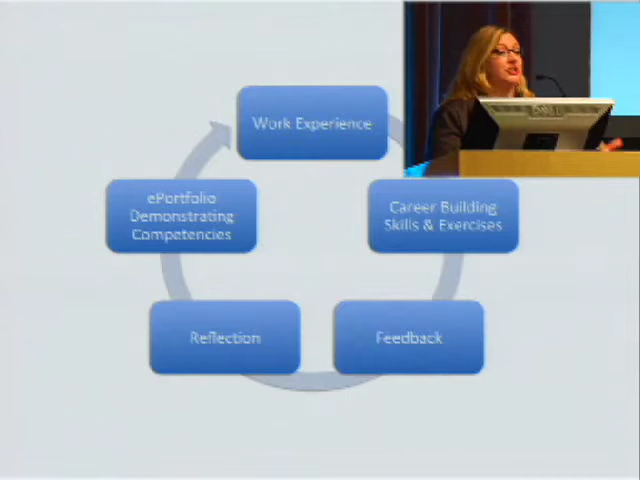 Work Experience
Career Building
Skills & Exercises
Feedback
Reflection
ePortfolio
Demonstrating
Competencies